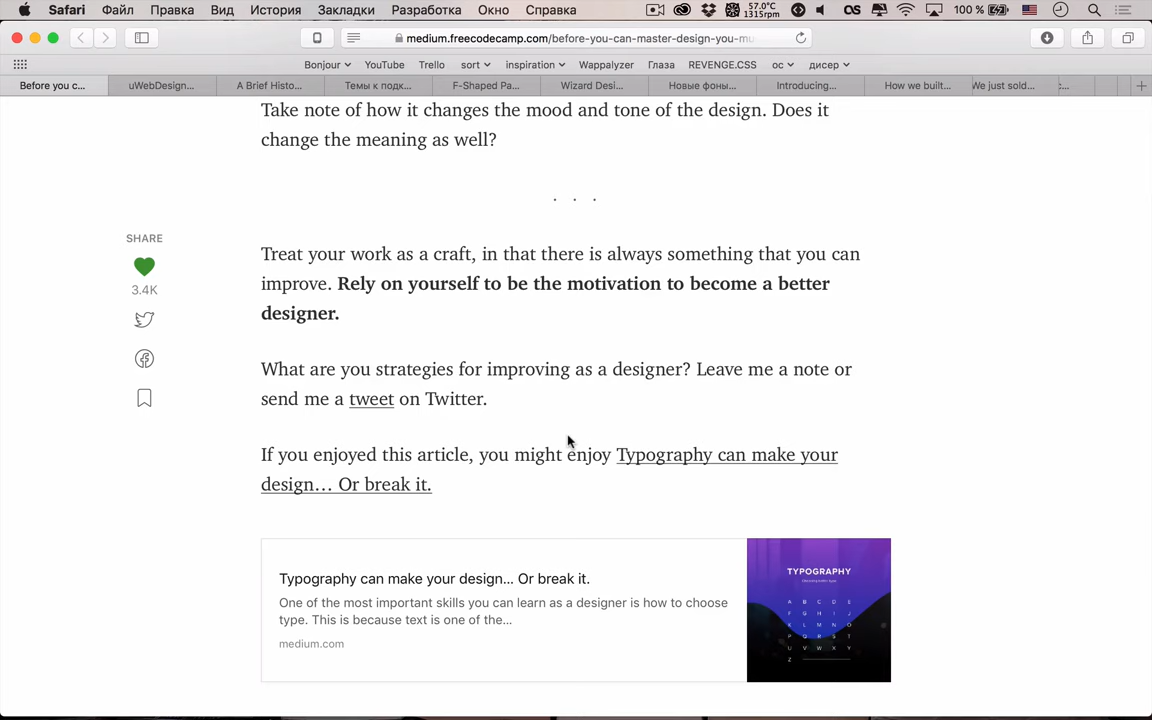 Safari Файл Правка Вид История Закладки Разработка Окно Справка 57.0°C 1315rpm 100 %
medium.freecodecamp.com/before-you-can-master-design-you-mu
Bonjour YouTube Trello sort inspiration Wappalyzer Глаза REVENGE.CSS ос дисер
Before you c... uWebDesign... A Brief Histo... Темы к подк... F-Shaped Pa... Wizard Desi... Новые фоны... Introducing... How we built... We just sold...
Take note of how it changes the mood and tone of the design. Does it
change the meaning as well?
. . .
SHARE
3.4K
Treat your work as a craft, in that there is always something that you can
improve. Rely on yourself to be the motivation to become a better
designer.
What are you strategies for improving as a designer? Leave me a note or
send me a tweet on Twitter.
If you enjoyed this article, you might enjoy Typography can make your
design... Or break it.
Typography can make your design... Or break it.
One of the most important skills you can learn as a designer is how to choose
type. This is because text is one of the...
medium.com
TYPOGRAPHY
A B C D E
F G H I J
K L M N O
P Q R S T
U V W X Y
Z